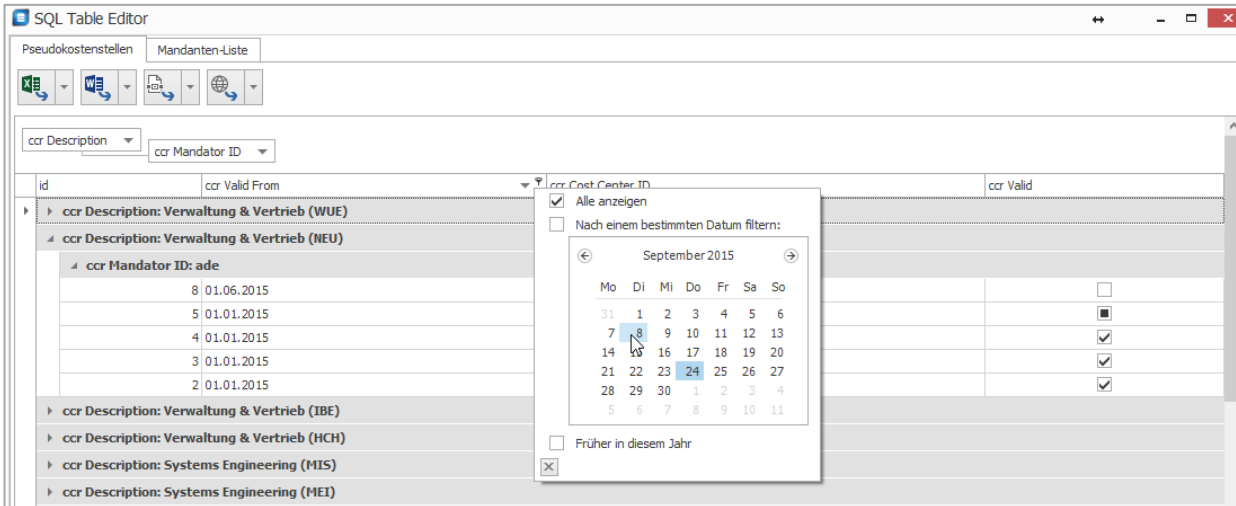 SQL Table Editor
Pseudokostenstellen Mandanten-Liste
ccr Description
ccr Mandator ID
id ccr Valid From ccr Cost Center ID ccr Valid
ccr Description: Verwaltung & Vertrieb (WUE)
ccr Description: Verwaltung & Vertrieb (NEU)
ccr Mandator ID: ade
8 01.06.2015
5 01.01.2015
4 01.01.2015
3 01.01.2015
2 01.01.2015
ccr Description: Verwaltung & Vertrieb (IBE)
ccr Description: Verwaltung & Vertrieb (HCH)
ccr Description: Systems Engineering (MIS)
ccr Description: Systems Engineering (MEI)
Alle anzeigen
Nach einem bestimmten Datum filtern:
September 2015
Mo Di Mi Do Fr Sa So
31 1 2 3 4 5 6
7 8 9 10 11 12 13
14 16 17 18 19 20
21 22 23 24 25 26 27
28 29 30 1 2 3 4
5 6 7 8 9 10 11
Früher in diesem Jahr